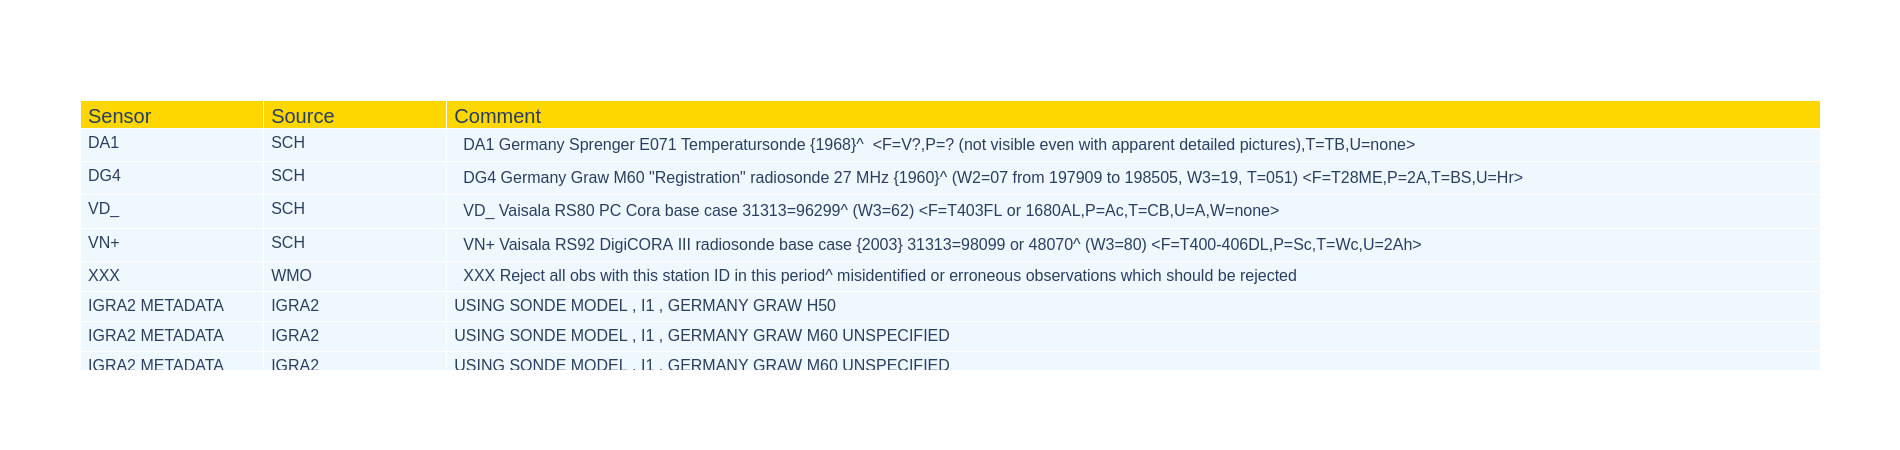 Sensor Source Comment
DA1 SCH DA1 Germany Sprenger E071 Temperatursonde {1968}^  <F=V?,P=? (not visible even with apparent detailed pictures),T=TB,U=none>
DG4 SCH DG4 Germany Graw M60 "Registration" radiosonde 27 MHz {1960}^ (W2=07 from 197909 to 198505, W3=19, T=051) <F=T28ME,P=2A,T=BS,U=Hr>
VD_ SCH VD_ Vaisala RS80 PC Cora base case 31313=96299^ (W3=62) <F=T403FL or 1680AL,P=Ac,T=CB,U=A,W=none>
VN+ SCH VN+ Vaisala RS92 DigiCORA III radiosonde base case {2003} 31313=98099 or 48070^ (W3=80) <F=T400-406DL,P=Sc,T=Wc,U=2Ah>
XXX WMO XXX Reject all obs with this station ID in this period^ misidentified or erroneous observations which should be rejected
IGRA2 METADATA IGRA2 USING SONDE MODEL , I1 , GERMANY GRAW H50
IGRA2 METADATA IGRA2 USING SONDE MODEL , I1 , GERMANY GRAW M60 UNSPECIFIED
IGRA2 METADATA IGRA2 USING SONDE MODEL , I1 , GERMANY GRAW M60 UNSPECIFIED